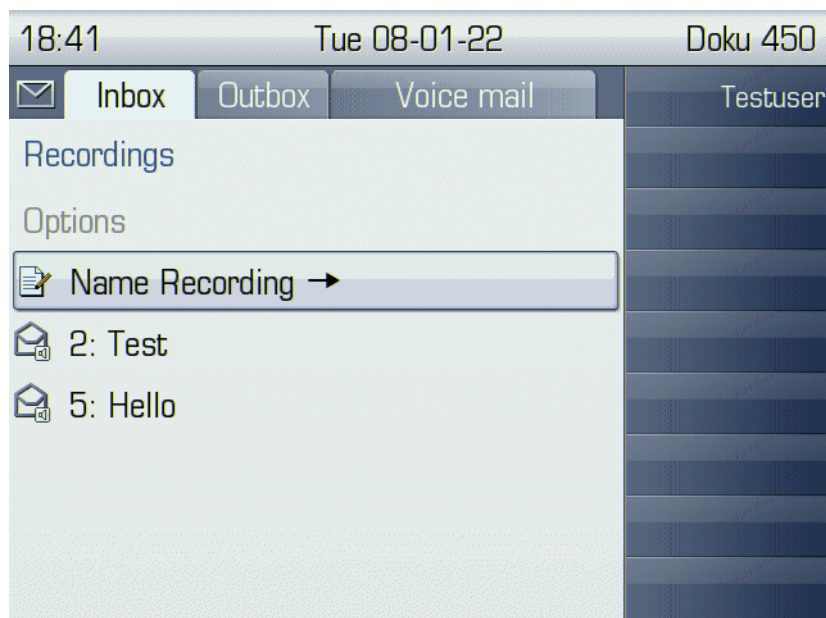 18:41 Tue 08-01-22 Doku 450
Inbox Outbox Voice mail Testuser
Recordings
Options
Name Recording →
2: Test
5: Hello